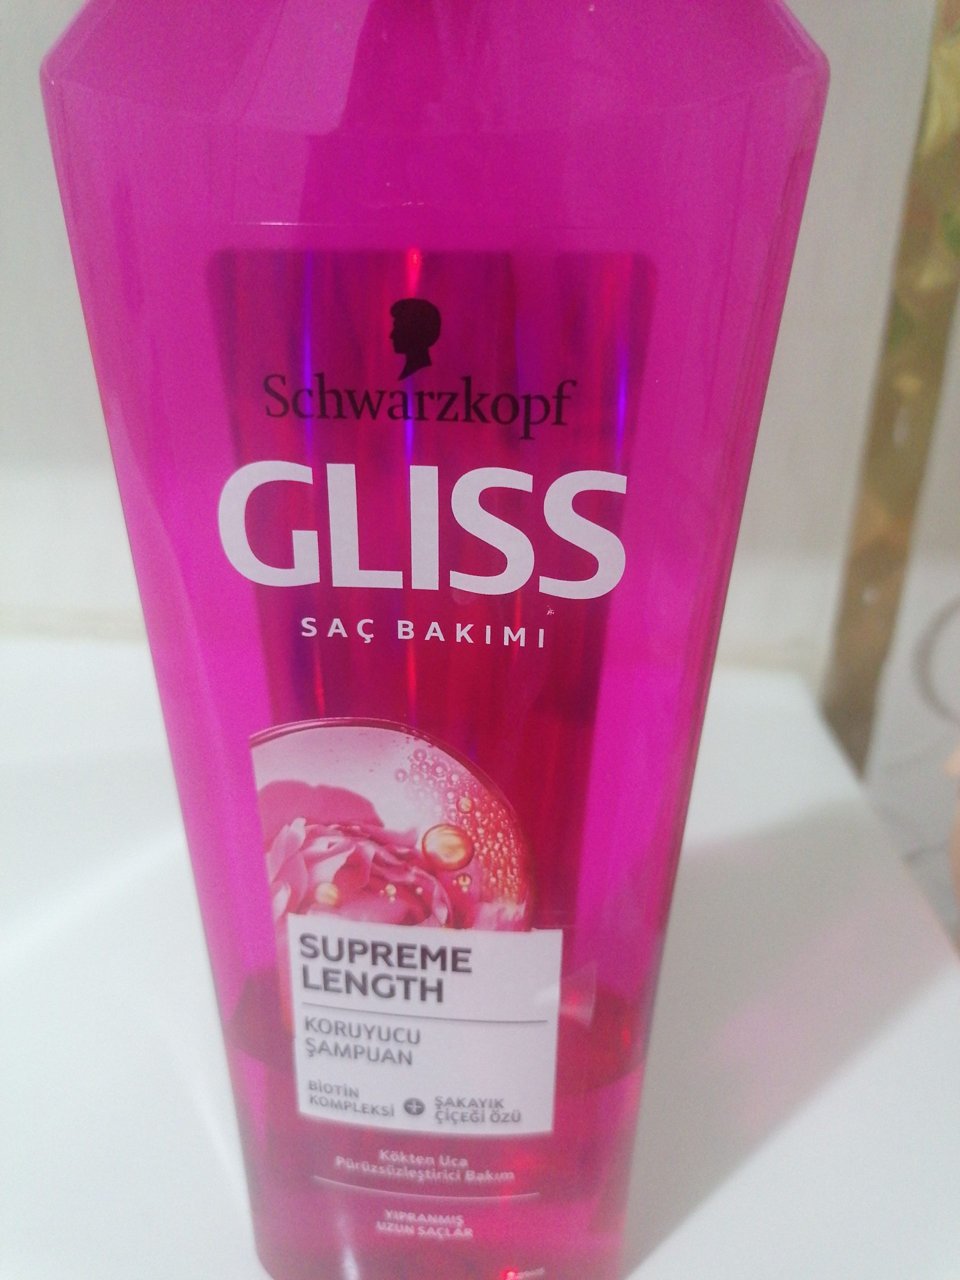 Schwarzkopf
GLISS
SAÇ BAKIMI
SUPREME
LENGTH
KORUYUCU
ŞAMPUAN
BİOTİN
KOMPLEKSİ + ŞAKAYIK
ÇİÇEĞİ ÖZÜ
Kökten Uca
Pürüzsüzleştirici Bakım
YIPRANMIŞ
UZUN SAÇLAR